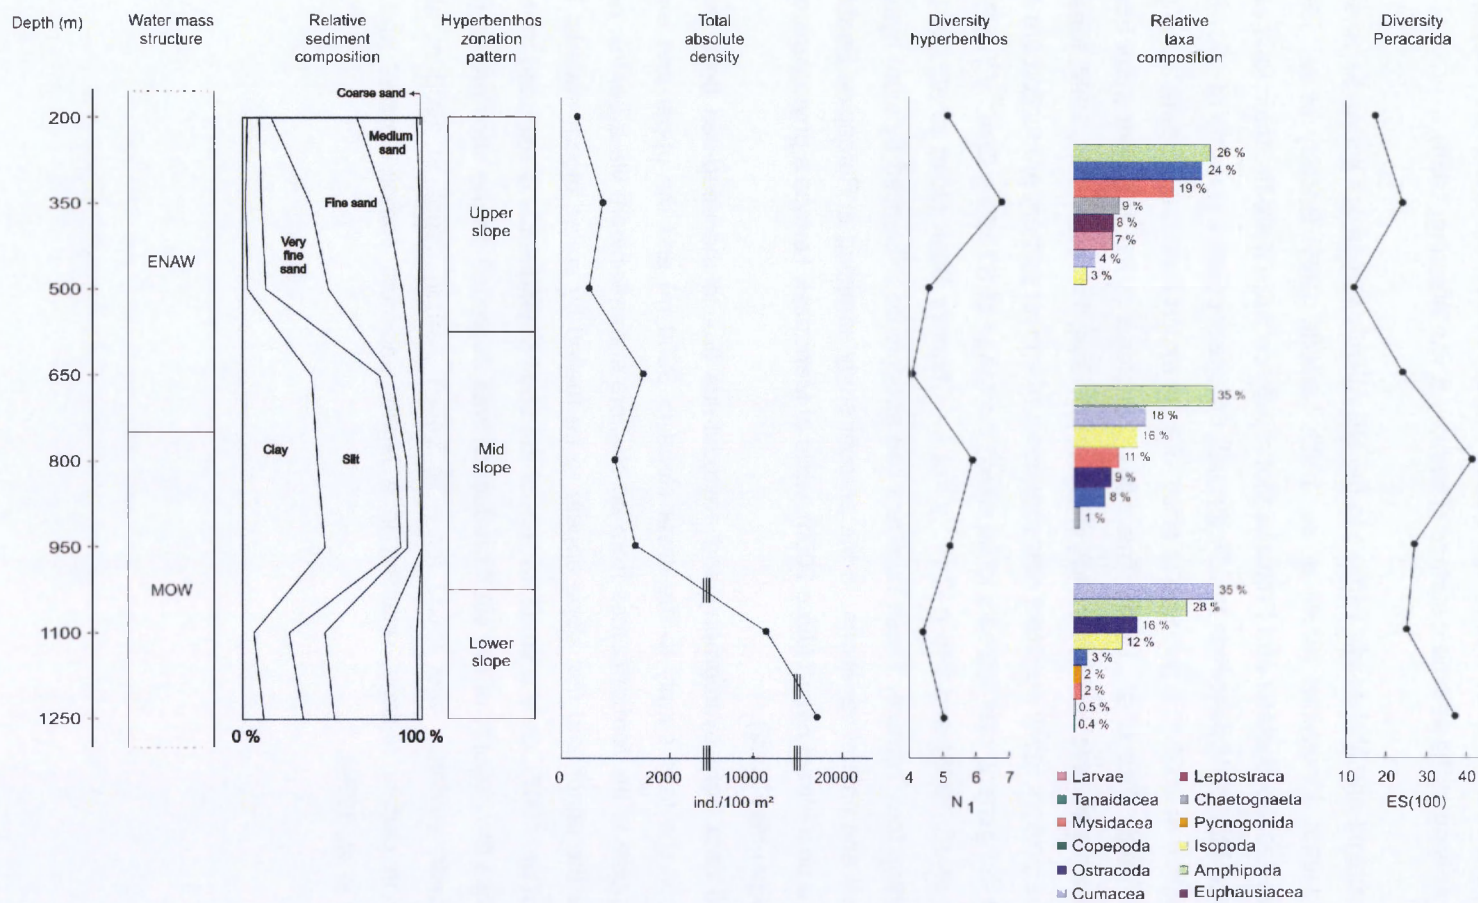 Depth (m)
Water mass
structure
Relative
sediment
composition
Hyperbenthos
zonation
pattern
Total
absolute
density
Diversity
hyperbenthos
Relative
taxa
composition
Diversity
Peracarida
200
350
500
650
800
950
1100
1250
ENAW
MOW
Coarse sand
Medium
sand
Fine sand
Very
fine
sand
Clay
Silt
0 %
100 %
Upper
slope
Mid
slope
Lower
slope
0
2000
10000
20000
ind./100 m²
4
5
6
7
N 1
26 %
24 %
19 %
9 %
8 %
7 %
4 %
3 %
35 %
18 %
16 %
11 %
9 %
8 %
1 %
35 %
28 %
16 %
12 %
3 %
2 %
2 %
0.5 %
0.4 %
Larvae
Tanaidacea
Mysidacea
Copepoda
Ostracoda
Cumacea
Leptostraca
Chaetognaeta
Pycnogonida
Isopoda
Amphipoda
Euphausiacea
10
20
30
40
ES(100)